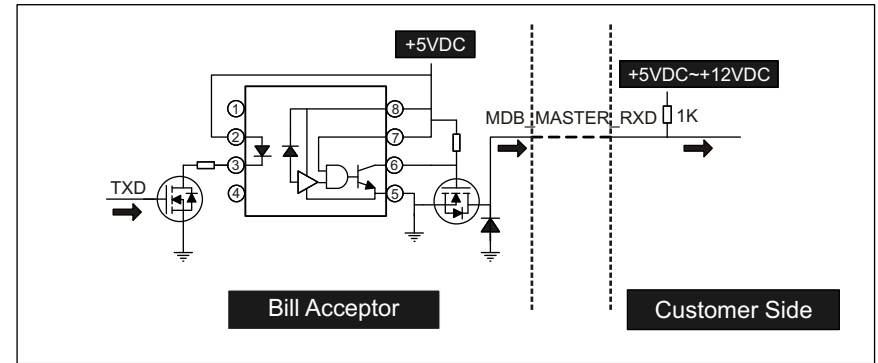 +5VDC
+5VDC~+12VDC
1
8
MDB_MASTER_RXD
1K
2
7
3
6
TXD
4
5
Bill Acceptor
Customer Side